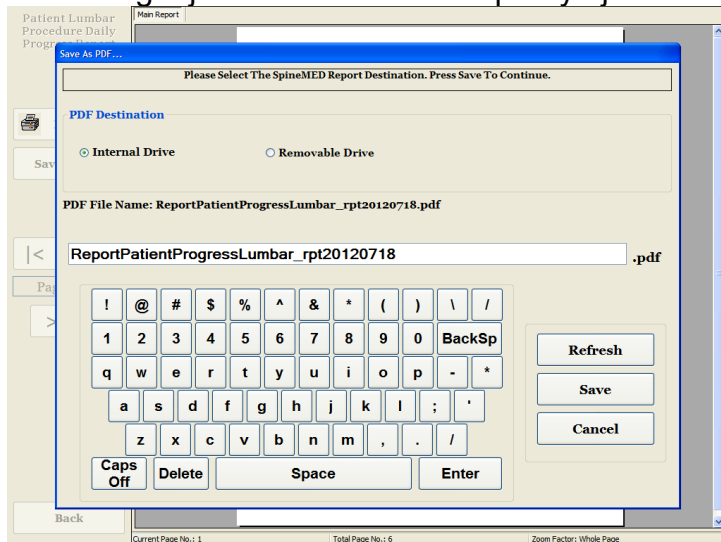 Patient Lumbar
Procedure Daily
Main Report
Save As PDF...
Please Select The SpineMED Report Destination. Press Save To Continue.
PDF Destination
Internal Drive
Removable Drive
PDF File Name: ReportPatientProgressLumbar_rpt20120718.pdf
ReportPatientProgressLumbar_rpt20120718
.pdf
|<
>
! @ # $ % ^ & * ( ) \ /
1 2 3 4 5 6 7 8 9 0 BackSp
q w e r t y u i o p - *
a s d f g h j k l ; '
z x c v b n m , . /
Caps Off Delete Space Enter
Refresh
Save
Cancel
Back
Current Page No.: 1
Total Page No.: 6
Zoom Factor: Whole Page